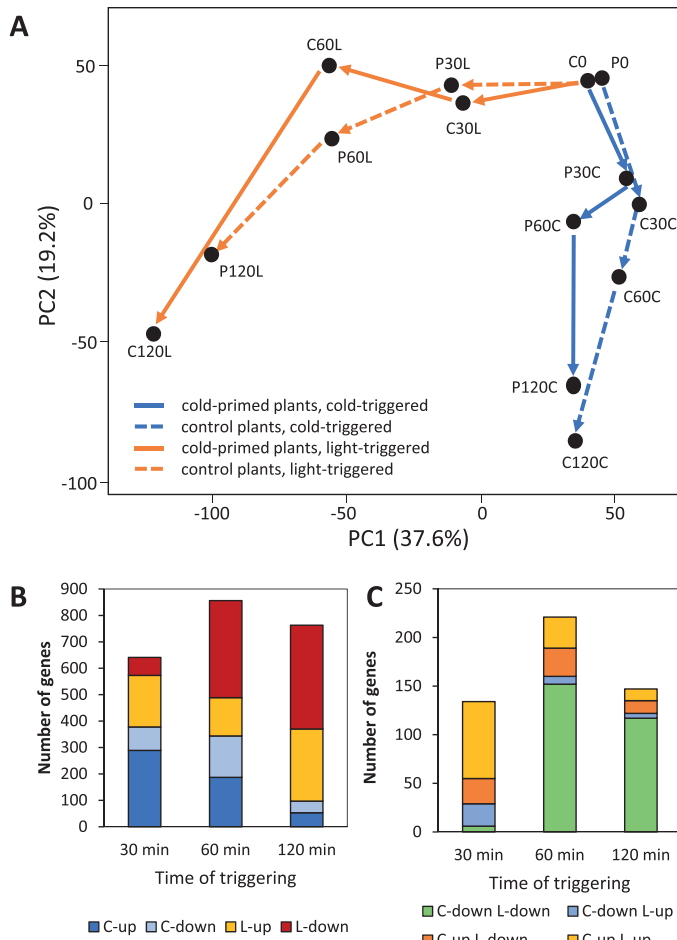 A
C60L
P30L
C0
P0
50
C30L
P60L
P30C
0
C30C
P60C
PC2 (19.2%)
P120L
C60C
-50
C120L
P120C
cold-primed plants, cold-triggered
control plants, cold-triggered
cold-primed plants, light-triggered
control plants, light-triggered
C120C
-100
-100
-50
0
50
PC1 (37.6%)
B
900
800
700
600
500
400
300
200
100
0
Number of genes
30 min
60 min
120 min
Time of triggering
C-up
C-down
L-up
L-down
C
250
200
150
100
50
0
Number of genes
30 min
60 min
120 min
Time of triggering
C-down L-down
C-down L-up
C-up L-down
C-up L-up